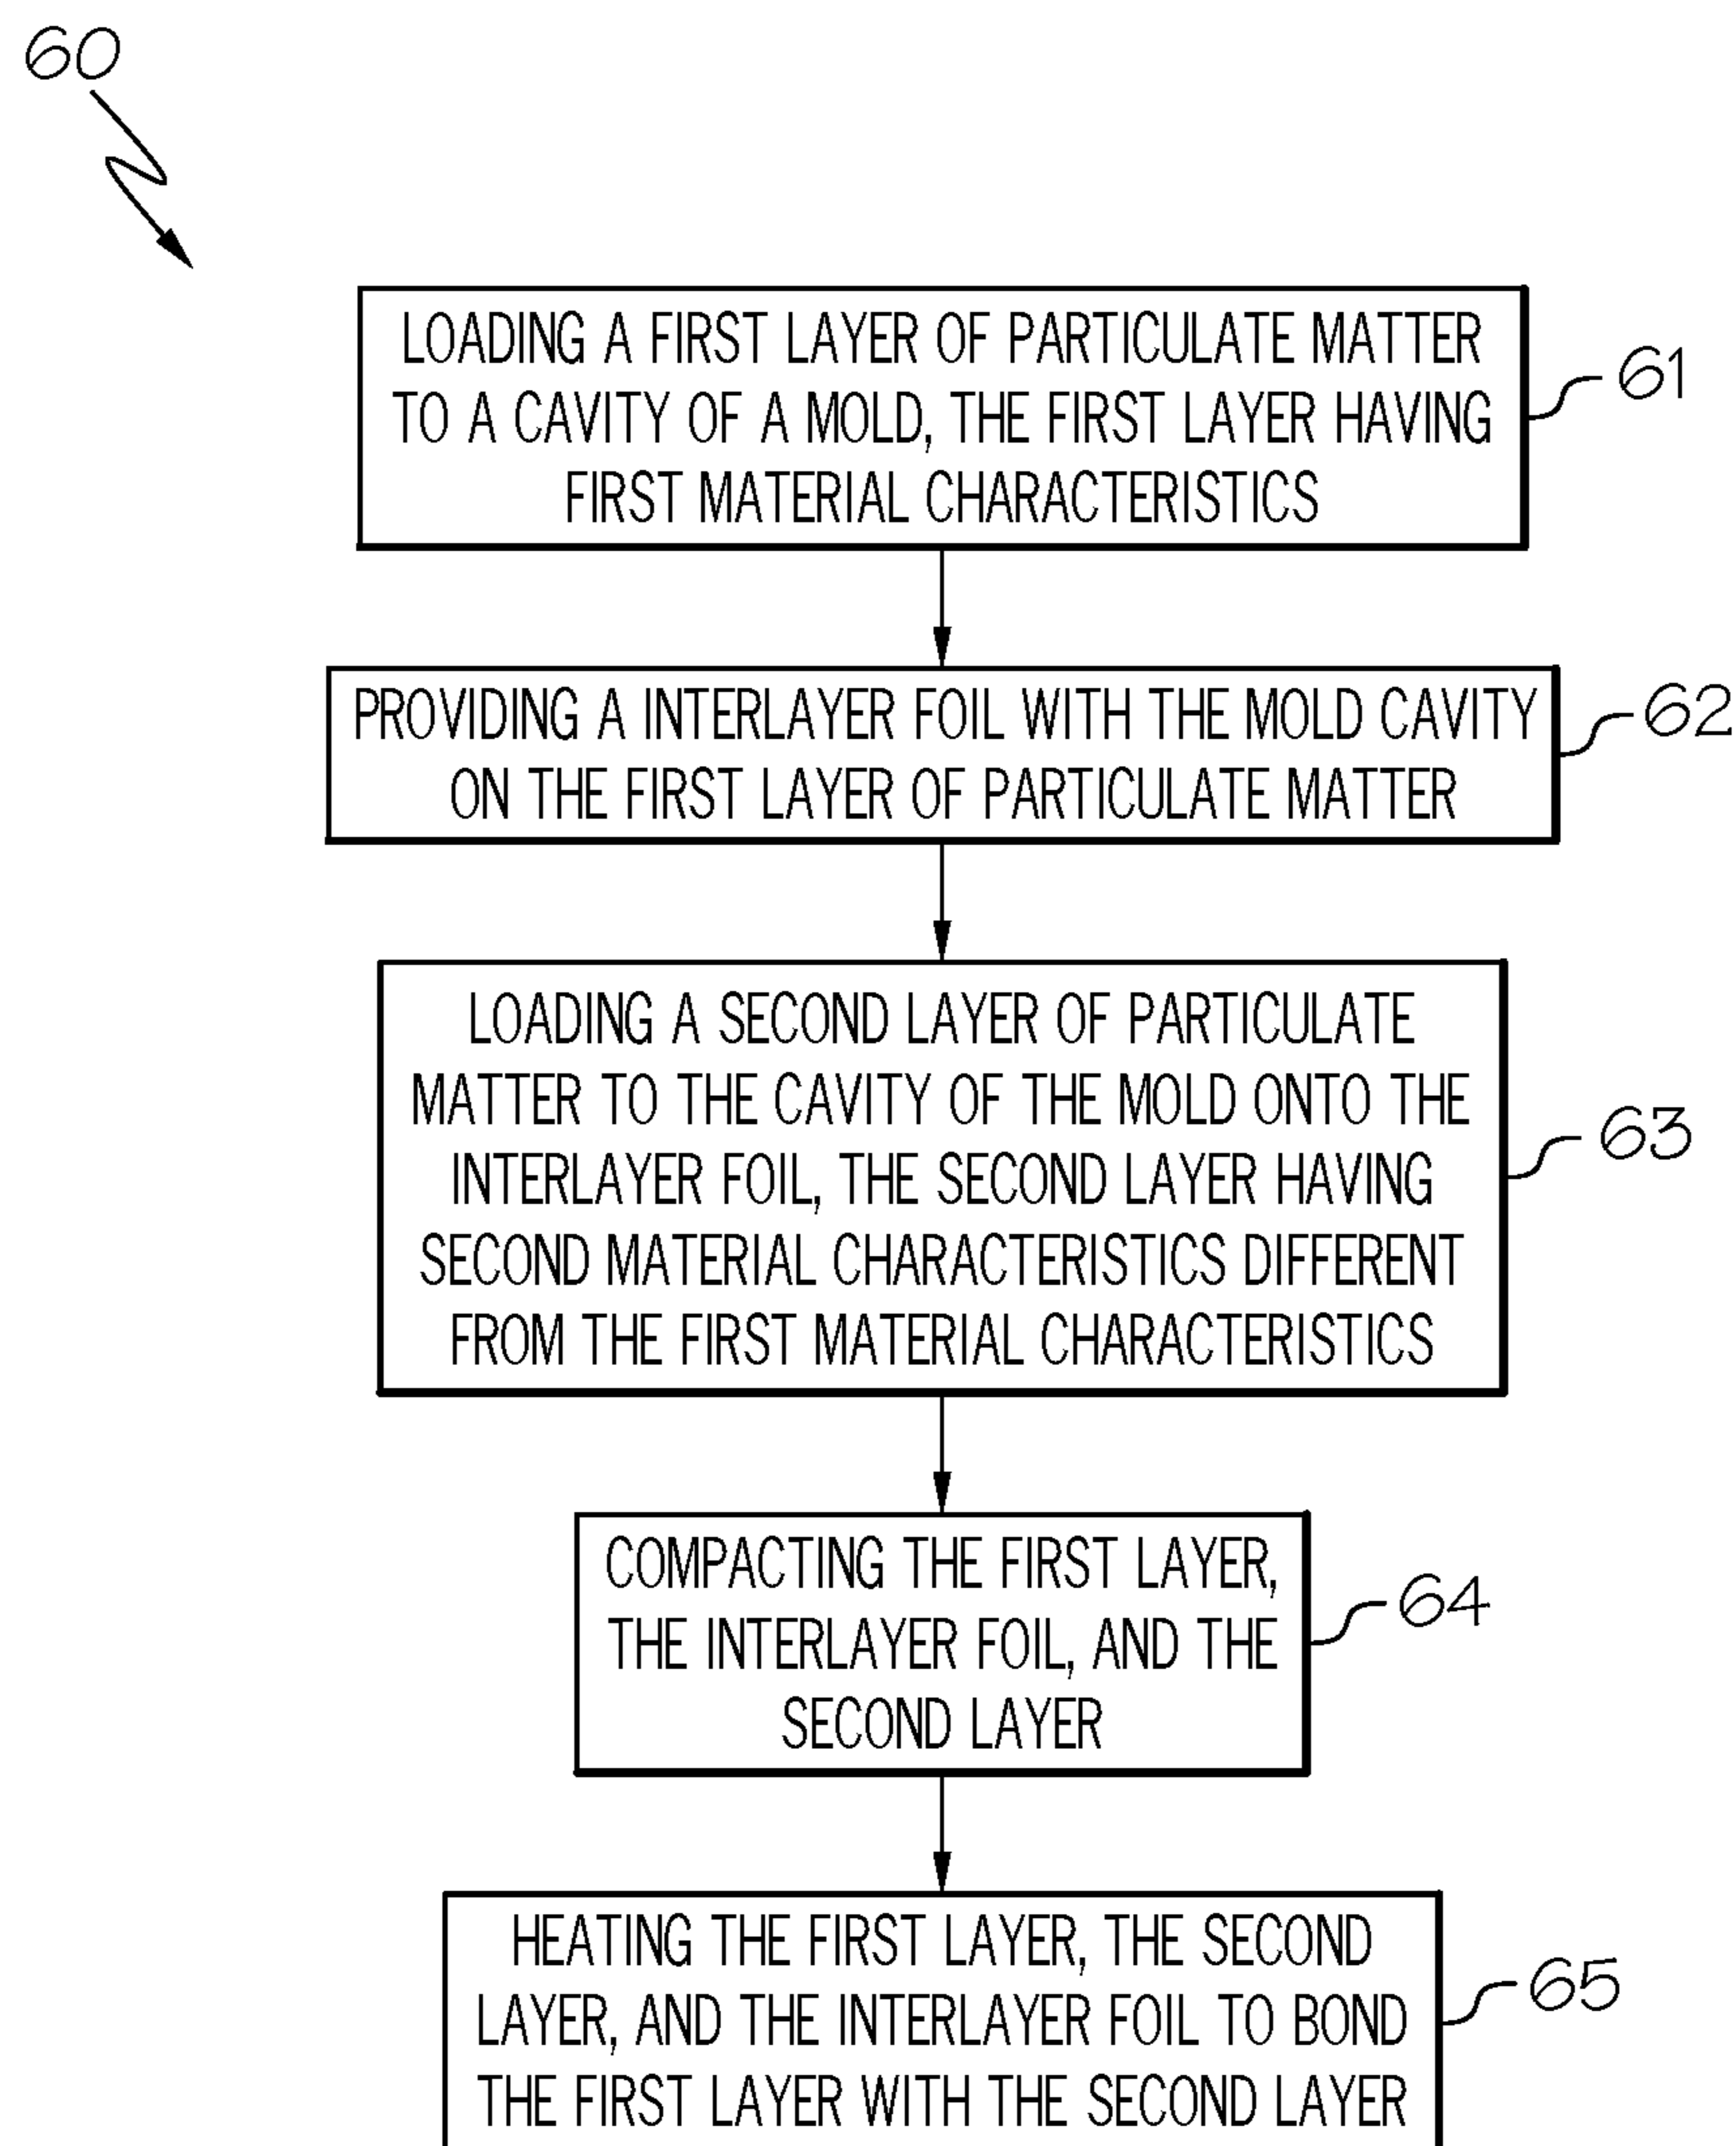 60
LOADING A FIRST LAYER OF PARTICULATE MATTER
TO A CAVITY OF A MOLD, THE FIRST LAYER HAVING
FIRST MATERIAL CHARACTERISTICS
61
PROVIDING A INTERLAYER FOIL WITH THE MOLD CAVITY
ON THE FIRST LAYER OF PARTICULATE MATTER
62
LOADING A SECOND LAYER OF PARTICULATE
MATTER TO THE CAVITY OF THE MOLD ONTO THE
INTERLAYER FOIL, THE SECOND LAYER HAVING
SECOND MATERIAL CHARACTERISTICS DIFFERENT
FROM THE FIRST MATERIAL CHARACTERISTICS
63
COMPACTING THE FIRST LAYER,
THE INTERLAYER FOIL, AND THE
SECOND LAYER
64
HEATING THE FIRST LAYER, THE SECOND
LAYER, AND THE INTERLAYER FOIL TO BOND
THE FIRST LAYER WITH THE SECOND LAYER
65